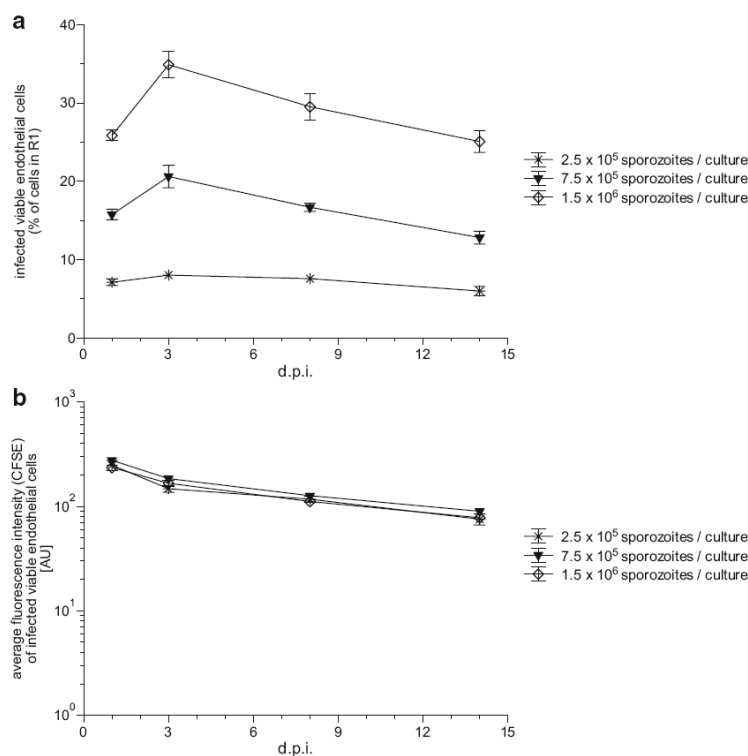 a
40
30
20
10
0
infected viable endothelial cells
(% of cells in R1)
0 3 6 9 12 15
d.p.i.
2.5 x 10⁵ sporozoites / culture
7.5 x 10⁵ sporozoites / culture
1.5 x 10⁶ sporozoites / culture
b
10³
10²
10¹
10⁰
average fluorescence intensity (CFSE)
of infected viable endothelial cells
[AU]
0 3 6 9 12 15
d.p.i.
2.5 x 10⁵ sporozoites / culture
7.5 x 10⁵ sporozoites / culture
1.5 x 10⁶ sporozoites / culture